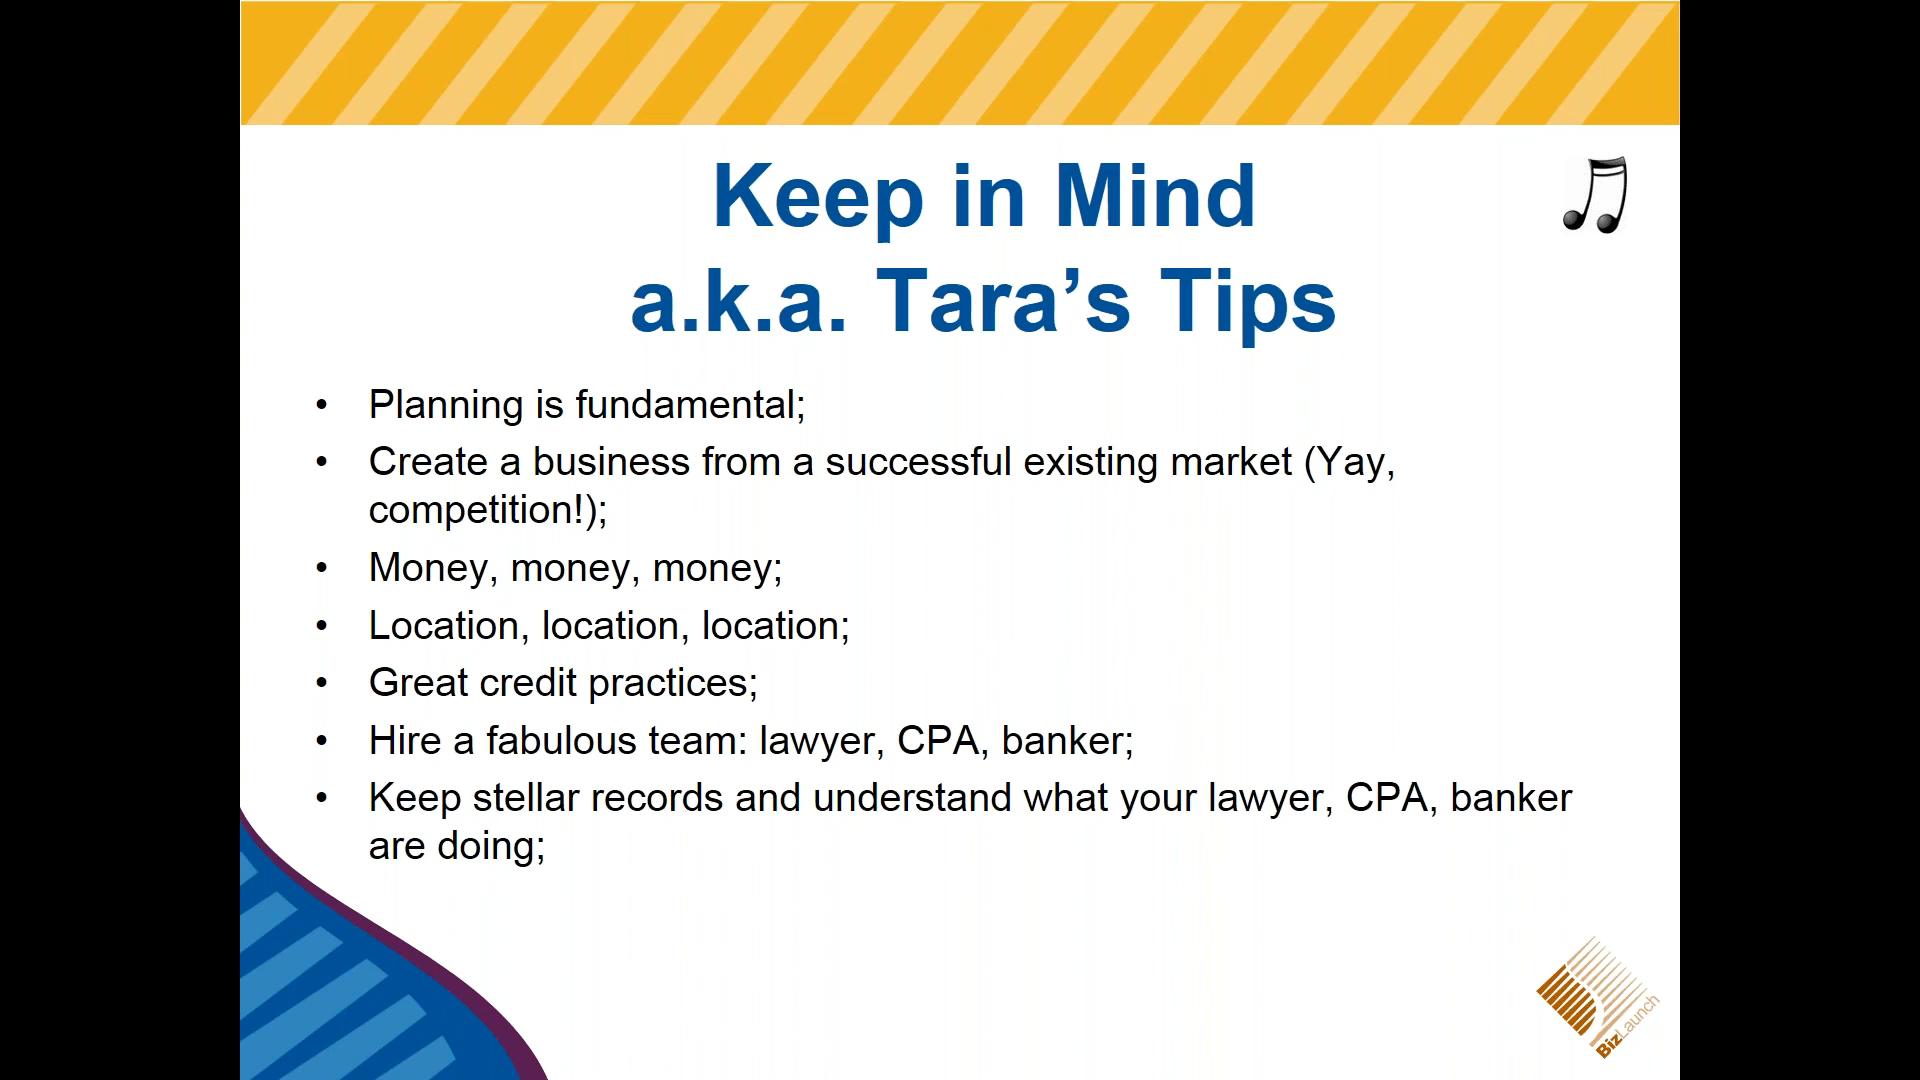 Keep in Mind
a.k.a. Tara’s Tips
• Planning is fundamental;
• Create a business from a successful existing market (Yay,
competition!);
• Money, money, money;
• Location, location, location;
• Great credit practices;
• Hire a fabulous team: lawyer, CPA, banker;
• Keep stellar records and understand what your lawyer, CPA, banker
are doing;
BizLaunch